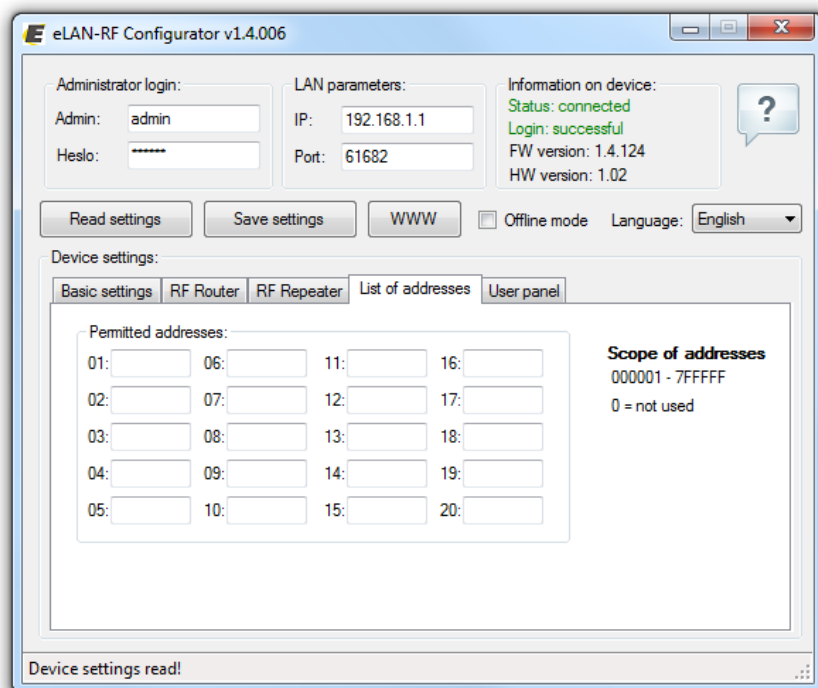 eLAN-RF Configurator v1.4.006
Administrator login:
Admin: admin
Heslo: ******
LAN parameters:
IP: 192.168.1.1
Port: 61682
Information on device:
Status: connected
Login: successful
FW version: 1.4.124
HW version: 1.02
?
Read settings Save settings WWW Offline mode Language: English
Device settings:
Basic settings RF Router RF Repeater List of addresses User panel
Permitted addresses:
01: 06: 11: 16:
02: 07: 12: 17:
03: 08: 13: 18:
04: 09: 14: 19:
05: 10: 15: 20:
Scope of addresses
000001 - 7FFFFF
0 = not used
Device settings read!